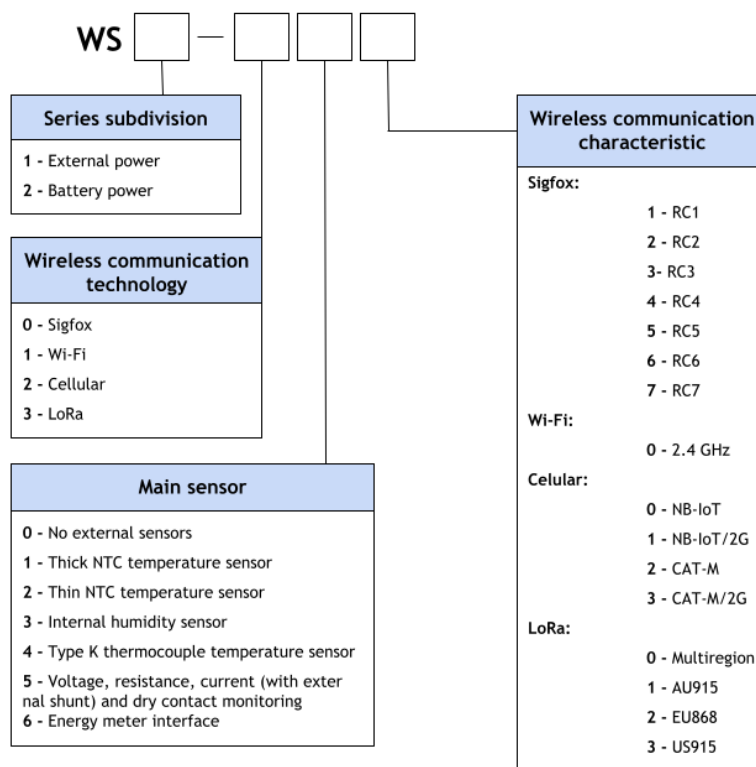 WS —
Series subdivision
1 - External power
2 - Battery power
Wireless communication
technology
0 - Sigfox
1 - Wi-Fi
2 - Cellular
3 - LoRa
Main sensor
0 - No external sensors
1 - Thick NTC temperature sensor
2 - Thin NTC temperature sensor
3 - Internal humidity sensor
4 - Type K thermocouple temperature sensor
5 - Voltage, resistance, current (with exter
nal shunt) and dry contact monitoring
6 - Energy meter interface
Wireless communication
characteristic
Sigfox:
1 - RC1
2 - RC2
3- RC3
4 - RC4
5 - RC5
6 - RC6
7 - RC7
Wi-Fi:
0 - 2.4 GHz
Celular:
0 - NB-IoT
1 - NB-IoT/2G
2 - CAT-M
3 - CAT-M/2G
LoRa:
0 - Multiregion
1 - AU915
2 - EU868
3 - US915